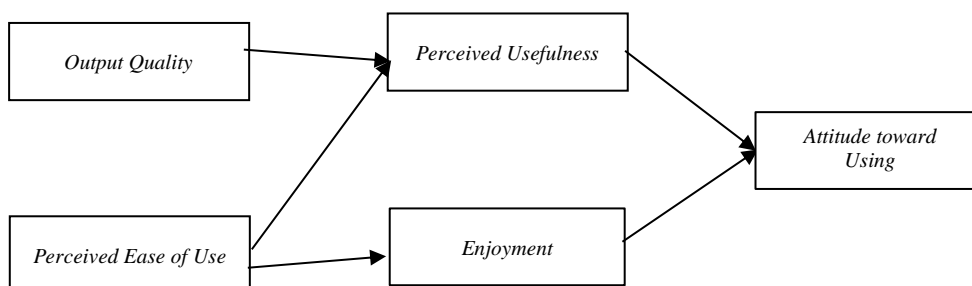 Output Quality
Perceived Usefulness
Attitude toward
Using
Perceived Ease of Use
Enjoyment